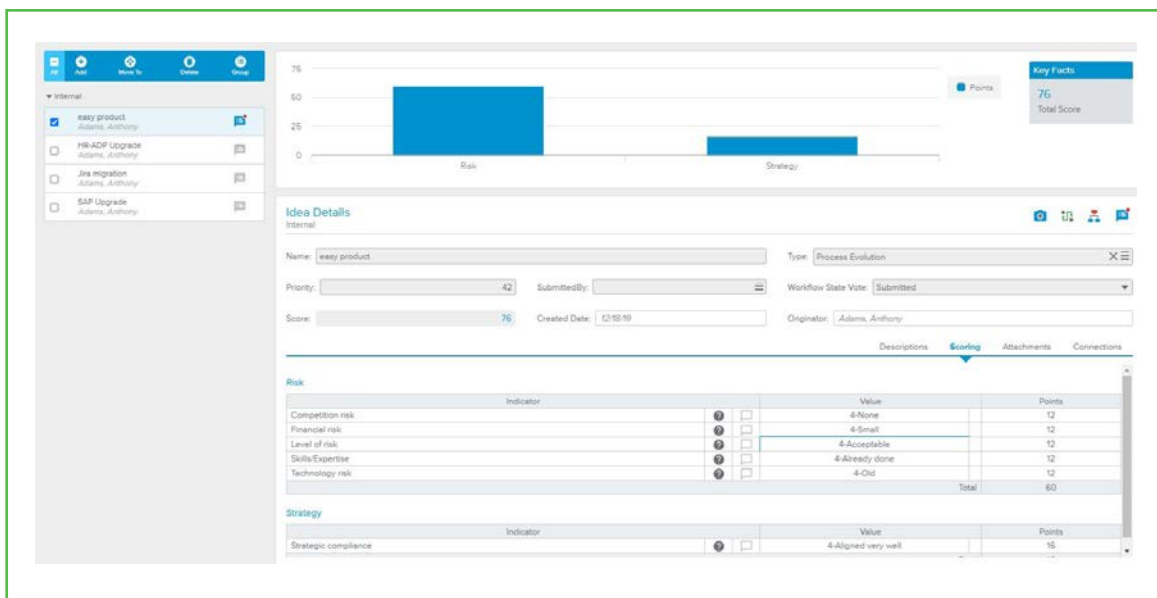 All Add Move To Delete Group
Internal
easy product
Adams, Anthony
HR-ADP Upgrade
Adams, Anthony
Jira migration
Adams, Anthony
SAP Upgrade
Adams, Anthony
75
50
25
0
Risk Strategy
Points
Key Facts
76
Total Score
Idea Details
Internal
Name: easy product Type: Process Evolution
Priority: 42 SubmittedBy: Workflow State Vote: Submitted
Score: 76 Created Date: 12/18/19 Originator: Adams, Anthony
Descriptions Scoring Attachments Connections
Risk
Indicator Value Points
Competition risk 4-None 12
Financial risk 4-Small 12
Level of risk 4-Acceptable 12
Skills/Expertise 4-Already done 12
Technology risk 4-Old 12
Total 60
Strategy
Indicator Value Points
Strategic compliance 4-Aligned very well 16